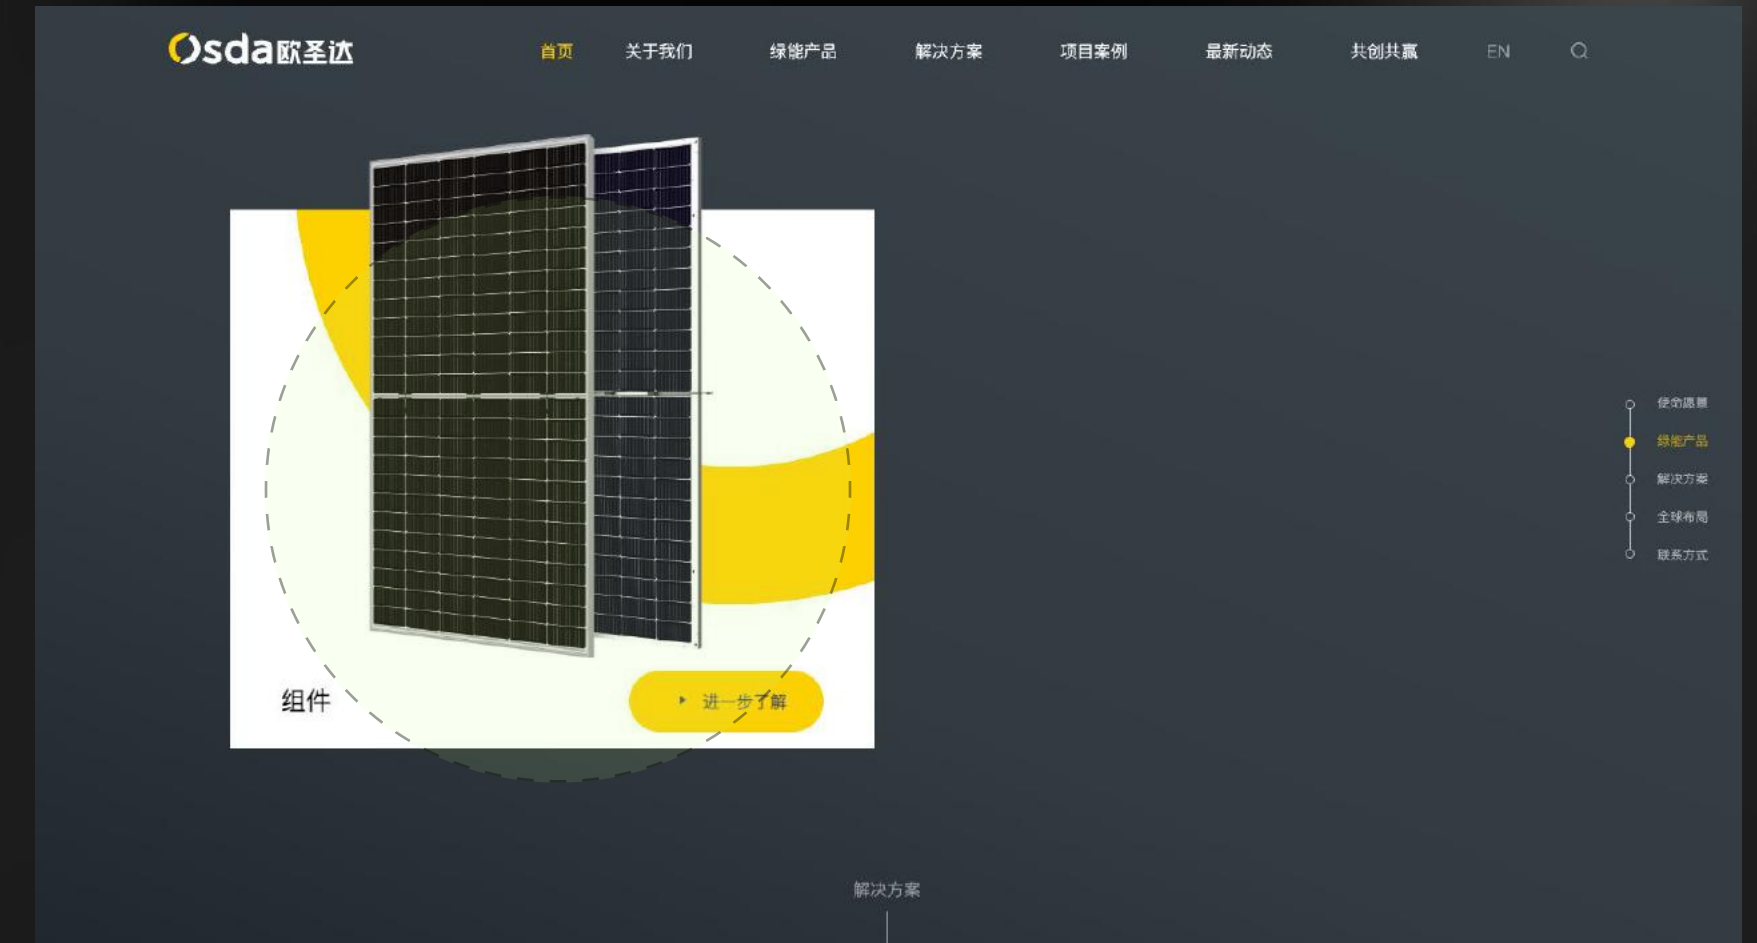 Osda欧圣达
首页 关于我们 绿能产品 解决方案 项目案例 最新动态 共创共赢 EN
使命愿景
绿能产品
解决方案
全球布局
联系方式
组件
进一步了解
解决方案